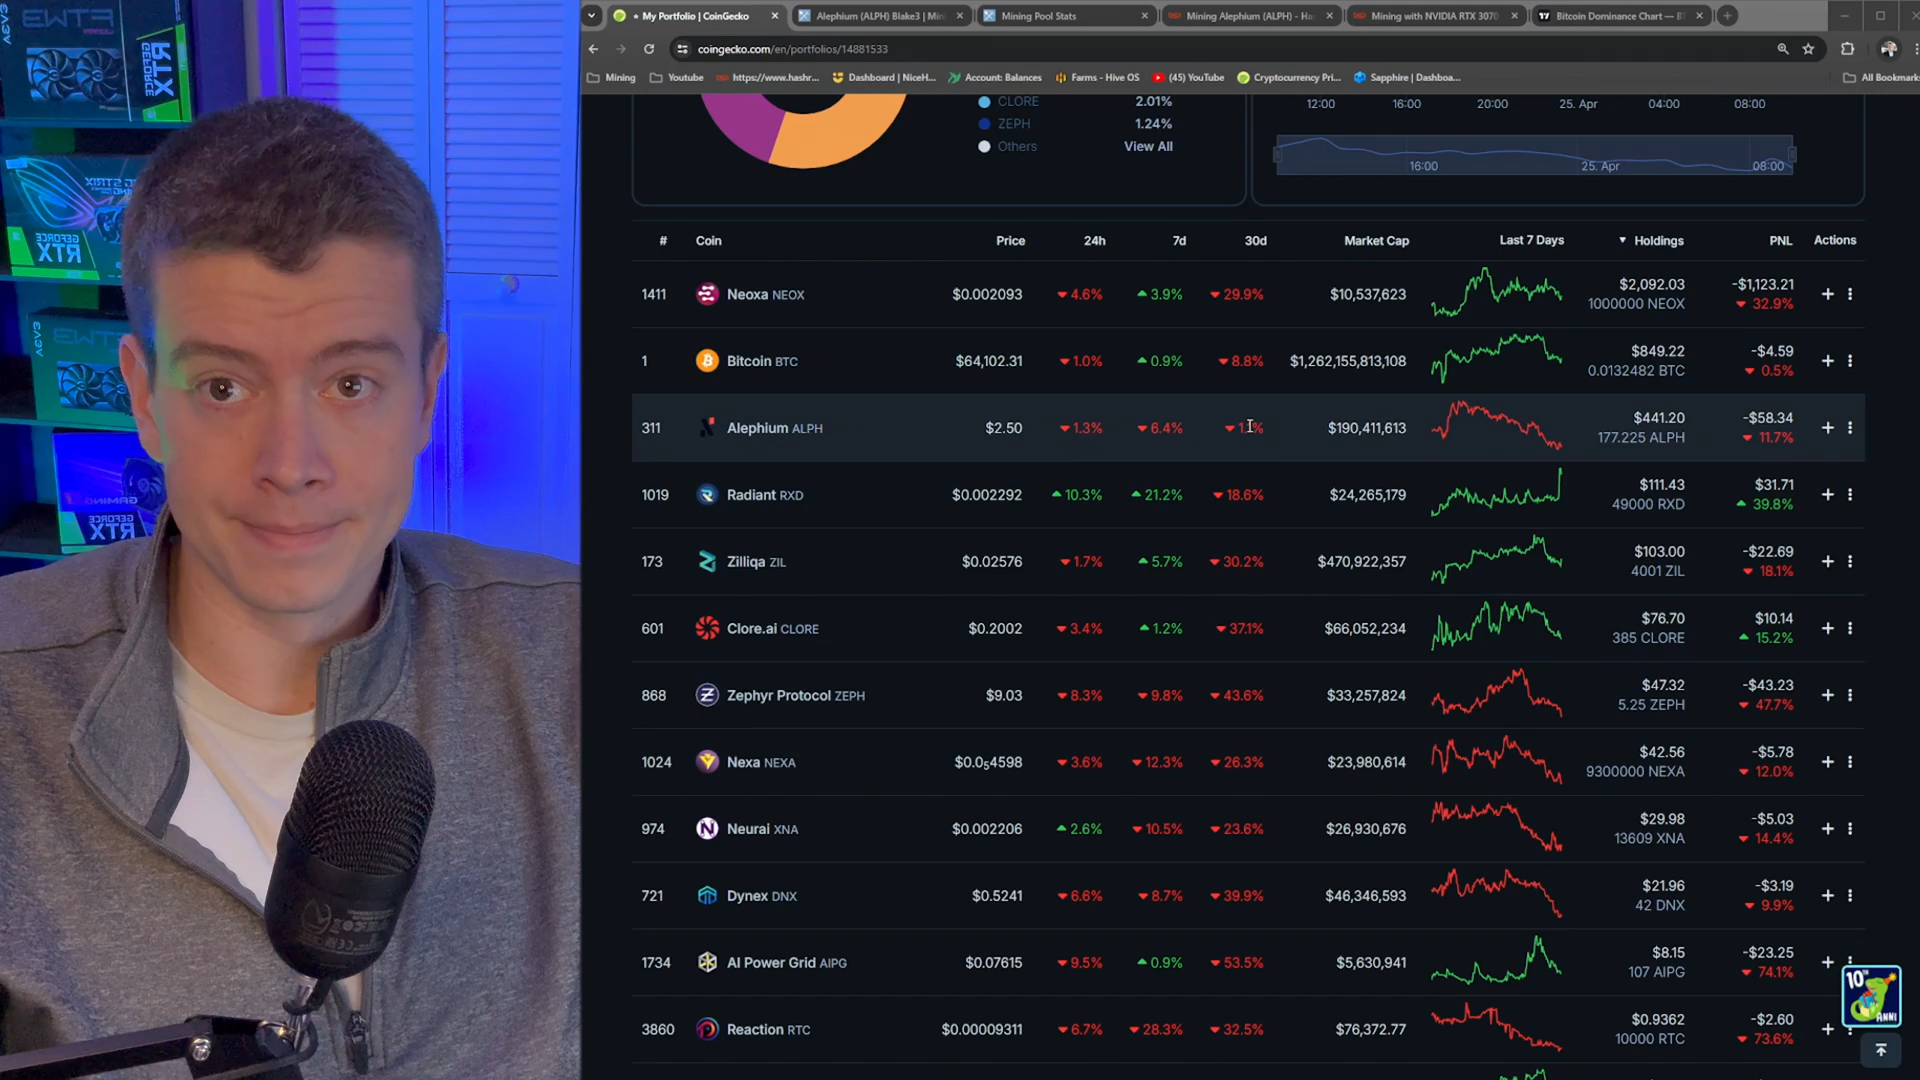 My Portfolio | CoinGecko
Alephium (ALPH) Blake3 | Mini
Mining Pool Stats
Mining Alephium (ALPH) - Ha
Mining with NVIDIA RTX 3070
Bitcoin Dominance Chart — B
coingecko.com/en/portfolios/14881533
Mining
Youtube
https://www.hashr...
Dashboard | NiceH...
Account: Balances
Farms - Hive OS
(45) YouTube
Cryptocurrency Pri...
Sapphire | Dashboa...
All Bookmarks
CLORE 2.01%
ZEPH 1.24%
Others View All
12:00 16:00 20:00 25. Apr 04:00 08:00
16:00 25. Apr 08:00
# Coin Price 24h 7d 30d Market Cap Last 7 Days Holdings PNL Actions
1411 Neoxa NEOX $0.002093 4.6% 3.9% 29.9% $10,537,623 $2,092.03 -$1,123.21
1000000 NEOX 32.9%
1 Bitcoin BTC $64,102.31 1.0% 0.9% 8.8% $1,262,155,813,108 $849.22 -$4.59
0.0132482 BTC 0.5%
311 Alephium ALPH $2.50 1.3% 6.4% $190,411,613 $441.20 -$58.34
177.225 ALPH 11.7%
1019 Radiant RXD $0.002292 10.3% 21.2% 18.6% $24,265,179 $111.43 $31.71
49000 RXD 39.8%
173 Zilliqa ZIL $0.02576 1.7% 5.7% 30.2% $470,922,357 $103.00 -$22.69
4001 ZIL 18.1%
601 Clore.ai CLORE $0.2002 3.4% 1.2% 37.1% $66,052,234 $76.70 $10.14
385 CLORE 15.2%
868 Zephyr Protocol ZEPH $9.03 8.3% 9.8% 43.6% $33,257,824 $47.32 -$43.23
5.25 ZEPH 47.7%
1024 Nexa NEXA $0.0₅4598 3.6% 12.3% 26.3% $23,980,614 $42.56 -$5.78
9300000 NEXA 12.0%
974 Neurai XNA $0.002206 2.6% 10.5% 23.6% $26,930,676 $29.98 -$5.03
13609 XNA 14.4%
721 Dynex DNX $0.5241 6.6% 8.7% 39.9% $46,346,593 $21.96 -$3.19
42 DNX 9.9%
1734 AI Power Grid AIPG $0.07615 9.5% 0.9% 53.5% $5,630,941 $8.15 -$23.25
107 AIPG 74.1%
3860 Reaction RTC $0.00009311 6.7% 28.3% 32.5% $76,372.77 $0.9362 -$2.60
10000 RTC 73.6%
10TH
ANNI
GEFORCE
RTX
GEFORCE
RTX
GAMING
GEFORCE
RTX